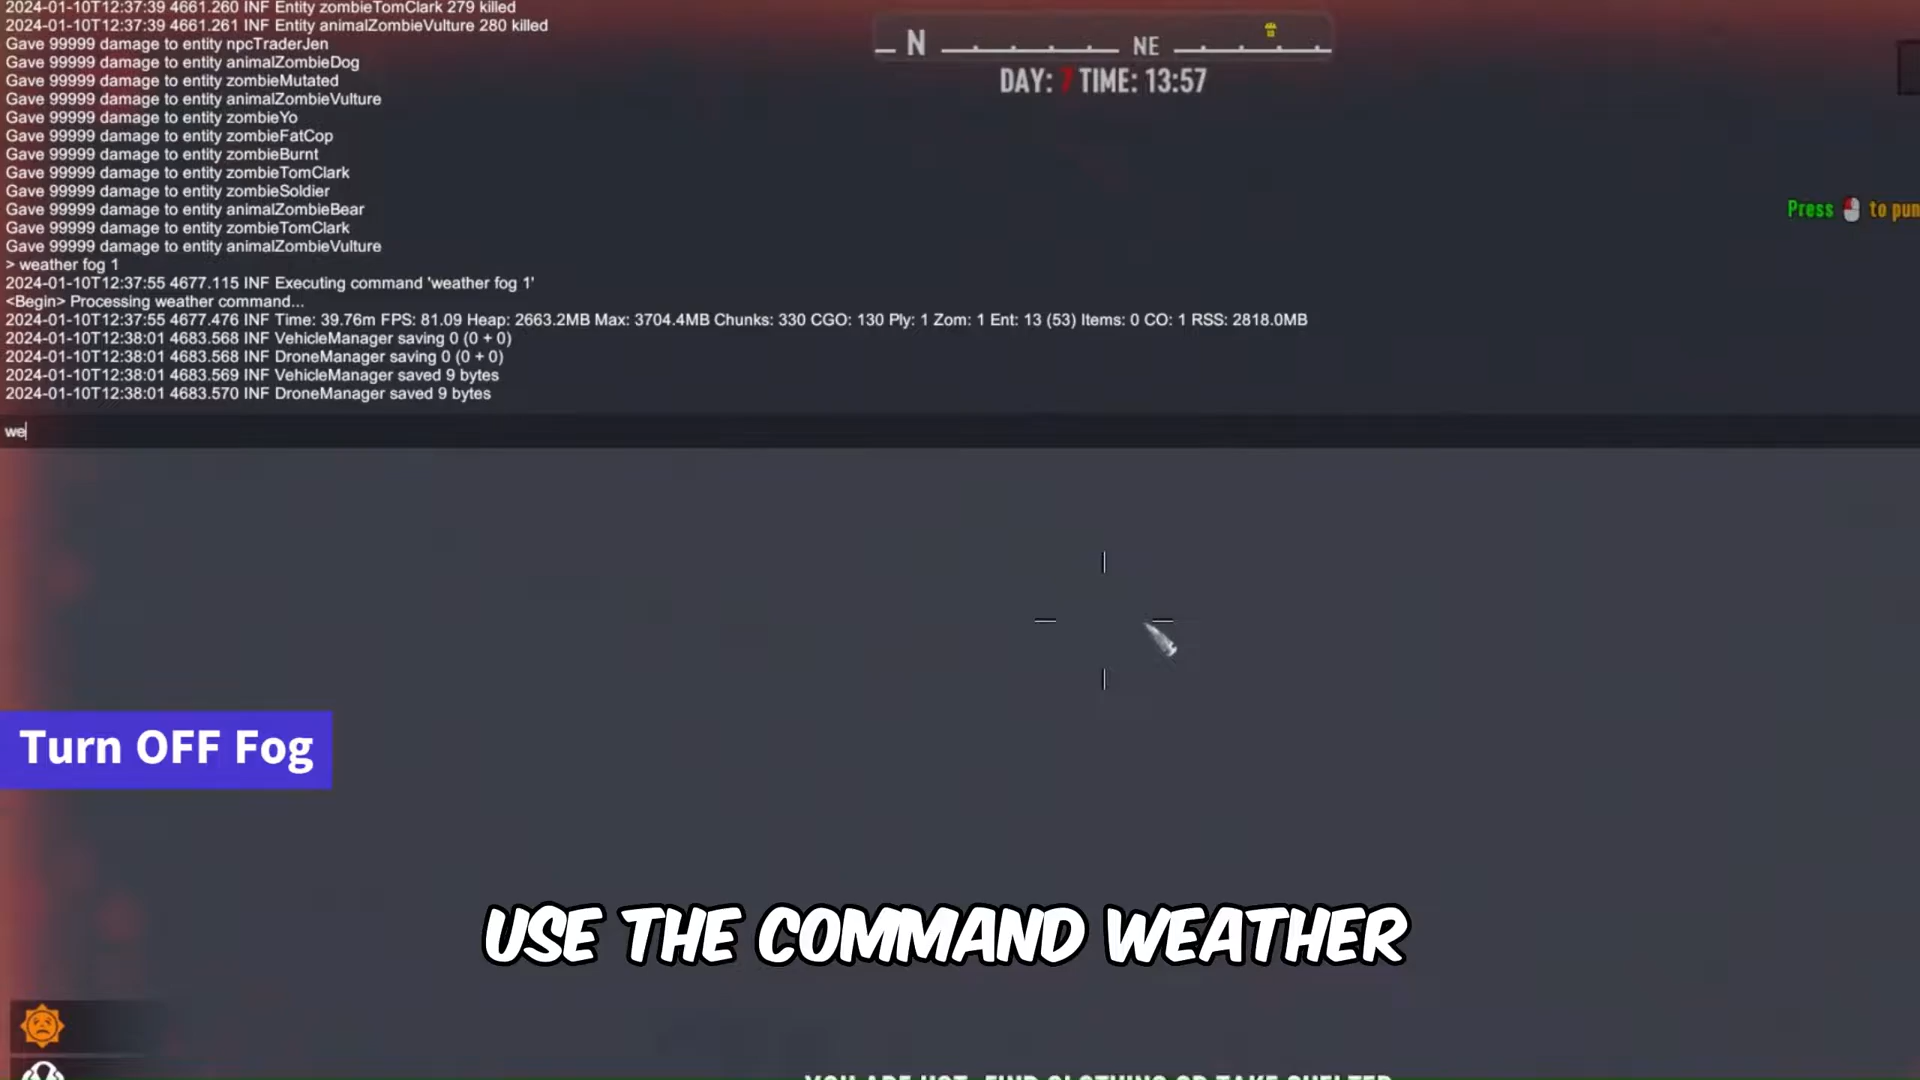 2024-01-10T12:37:39 4661.260 INF Entity zombieTomClark 279 killed
2024-01-10T12:37:39 4661.261 INF Entity animalZombieVulture 280 killed
Gave 99999 damage to entity npcTraderJen
Gave 99999 damage to entity animalZombieDog
Gave 99999 damage to entity zombieMutated
Gave 99999 damage to entity animalZombieVulture
Gave 99999 damage to entity zombieYo
Gave 99999 damage to entity zombieFatCop
Gave 99999 damage to entity zombieBurnt
Gave 99999 damage to entity zombieTomClark
Gave 99999 damage to entity zombieSoldier
Gave 99999 damage to entity animalZombieBear
Gave 99999 damage to entity zombieTomClark
Gave 99999 damage to entity animalZombieVulture
> weather fog 1
2024-01-10T12:37:55 4677.115 INF Executing command 'weather fog 1'
<Begin> Processing weather command...
2024-01-10T12:37:55 4677.476 INF Time: 39.76m FPS: 81.09 Heap: 2663.2MB Max: 3704.4MB Chunks: 330 CGO: 130 Ply: 1 Zom: 1 Ent: 13 (53) Items: 0 CO: 1 RSS: 2818.0MB
2024-01-10T12:38:01 4683.568 INF VehicleManager saving 0 (0 + 0)
2024-01-10T12:38:01 4683.568 INF DroneManager saving 0 (0 + 0)
2024-01-10T12:38:01 4683.569 INF VehicleManager saved 9 bytes
2024-01-10T12:38:01 4683.570 INF DroneManager saved 9 bytes
we
N NE
DAY: 7 TIME: 13:57
Press to pun
Turn OFF Fog
USE THE COMMAND WEATHER
YOU ARE HOT, FIND CLOTHING OR TAKE SHELTER